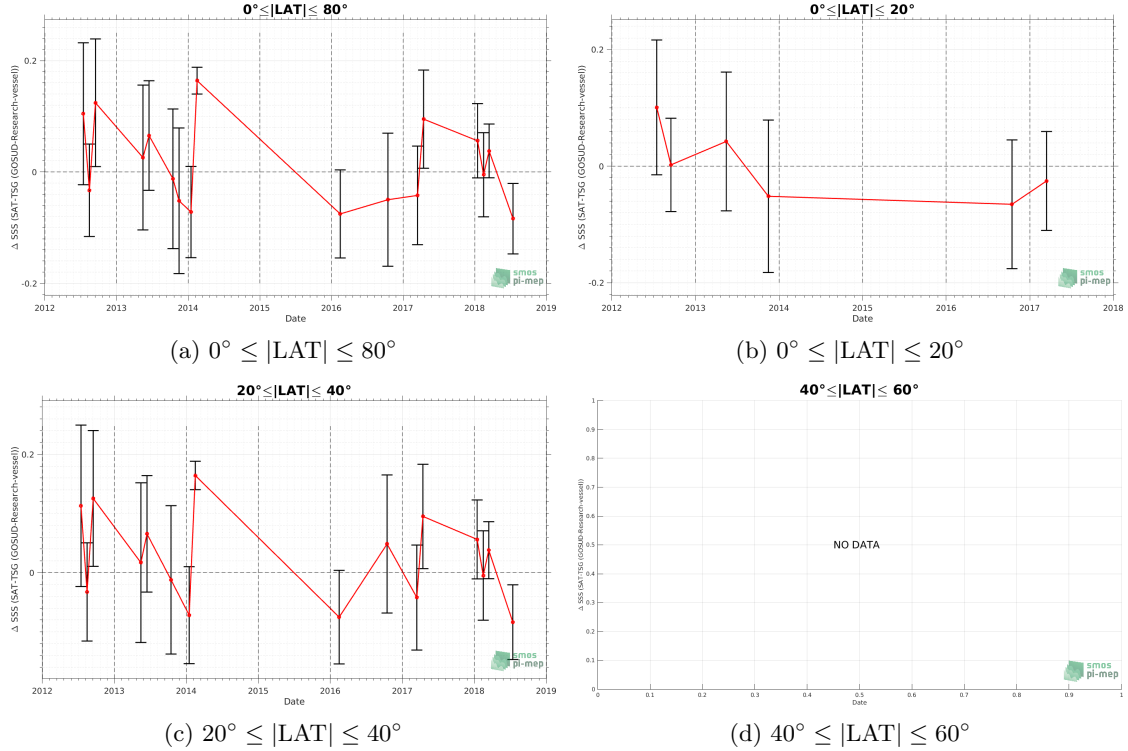 0°≤|LAT|≤ 80°
Δ SSS (SAT-TSG (GOSUD-Research-vessel))
0.2
0
-0.2
2012 2013 2014 2015 2016 2017 2018 2019
Date
smos
pi-mep
(a) 0° ≤ |LAT| ≤ 80°
0°≤|LAT|≤ 20°
Δ SSS (SAT-TSG (GOSUD-Research-vessel))
0.2
0
-0.2
2012 2013 2014 2015 2016 2017 2018
Date
smos
pi-mep
(b) 0° ≤ |LAT| ≤ 20°
20°≤|LAT|≤ 40°
Δ SSS (SAT-TSG (GOSUD-Research-vessel))
0.2
0
2012 2013 2014 2015 2016 2017 2018 2019
Date
smos
pi-mep
(c) 20° ≤ |LAT| ≤ 40°
40°≤|LAT|≤ 60°
Δ SSS (SAT-TSG (GOSUD-Research-vessel))
1
0.9
0.8
0.7
0.6
0.5
0.4
0.3
0.2
0.1
0
NO DATA
0 0.1 0.2 0.3 0.4 0.5 0.6 0.7 0.8 0.9 1
Date
smos
pi-mep
(d) 40° ≤ |LAT| ≤ 60°